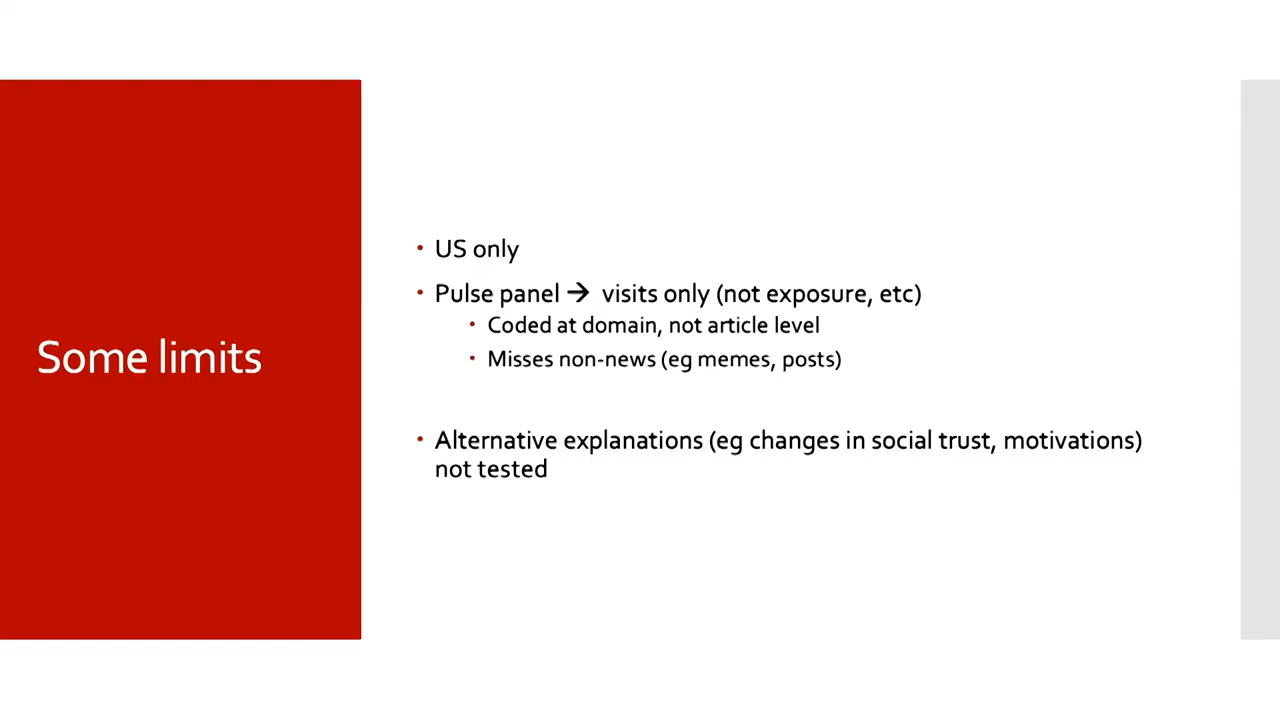 Some limits
• US only
• Pulse panel → visits only (not exposure, etc)
• Coded at domain, not article level
• Misses non-news (eg memes, posts)
• Alternative explanations (eg changes in social trust, motivations)
not tested